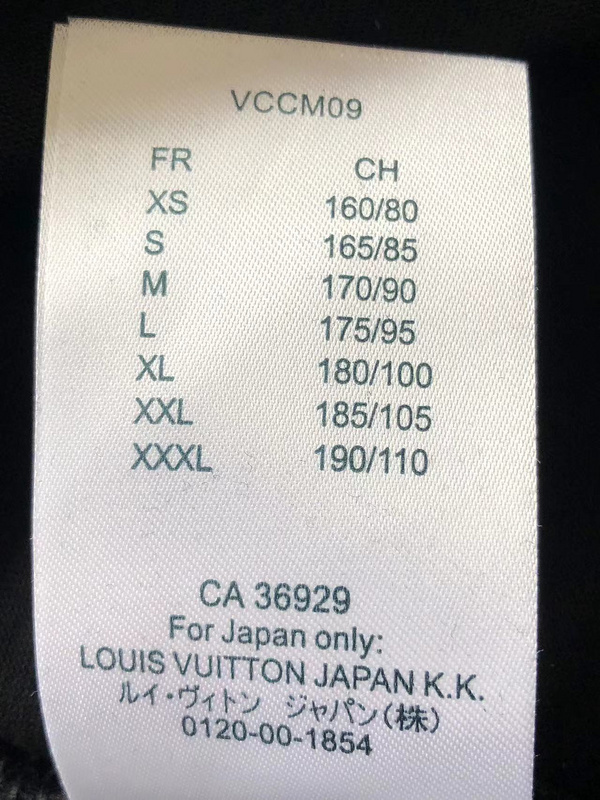 VCCM09
FR CH
XS 160/80
S 165/85
M 170/90
L 175/95
XL 180/100
XXL 185/105
XXXL 190/110
CA 36929
For Japan only:
LOUIS VUITTON JAPAN K.K.
ルイ・ヴィトン ジャパン(株)
0120-00-1854